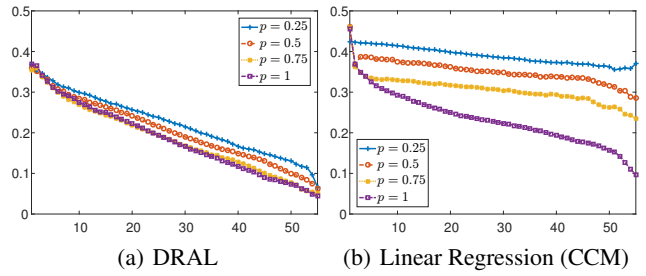 0.5
0.4
0.3
0.2
0.1
0
10 20 30 40 50
p = 0.25
p = 0.5
p = 0.75
p = 1
(a) DRAL
0.5
0.4
0.3
0.2
0.1
0
10 20 30 40 50
p = 0.25
p = 0.5
p = 0.75
p = 1
(b) Linear Regression (CCM)